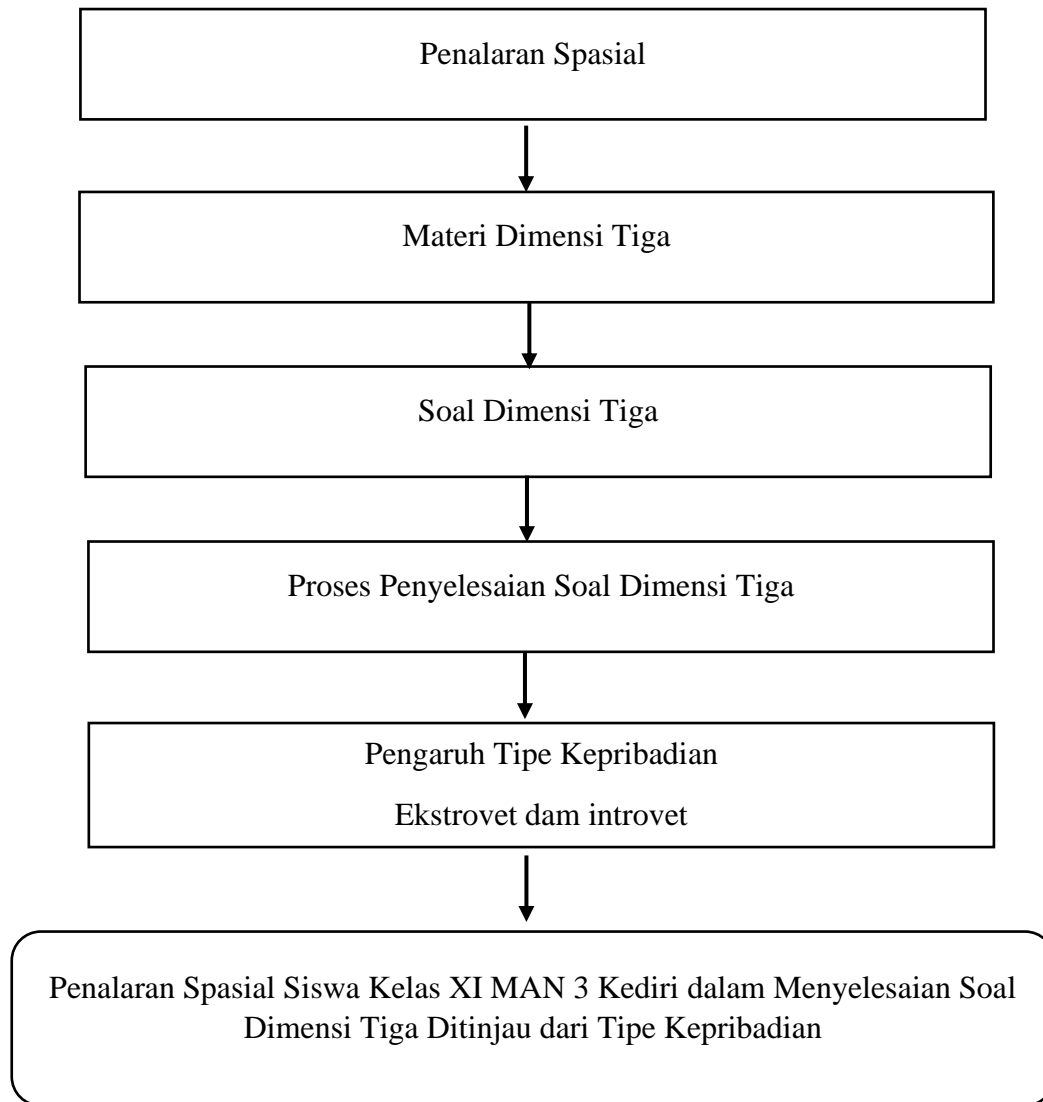 Penalaran Spasial
Materi Dimensi Tiga
Soal Dimensi Tiga
Proses Penyelesaian Soal Dimensi Tiga
Pengaruh Tipe Kepribadian
Ekstrovet dam introvet
Penalaran Spasial Siswa Kelas XI MAN 3 Kediri dalam Menyelesaian Soal
Dimensi Tiga Ditinjau dari Tipe Kepribadian